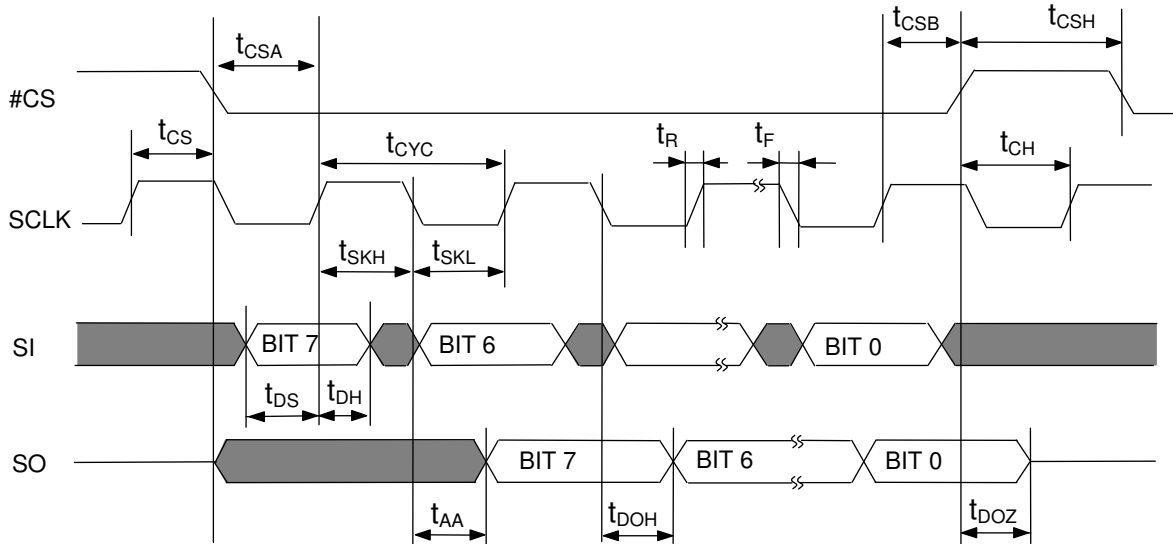 tCSA
tCSB
tCSH
#CS
tCS
tCYC
tR
tF
tCH
SCLK
tSKH
tSKL
SI
BIT 7
BIT 6
BIT 0
tDS
tDH
SO
BIT 7
BIT 6
BIT 0
tAA
tDOH
tDOZ